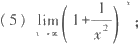 (5) lim(1+1/x²) ;